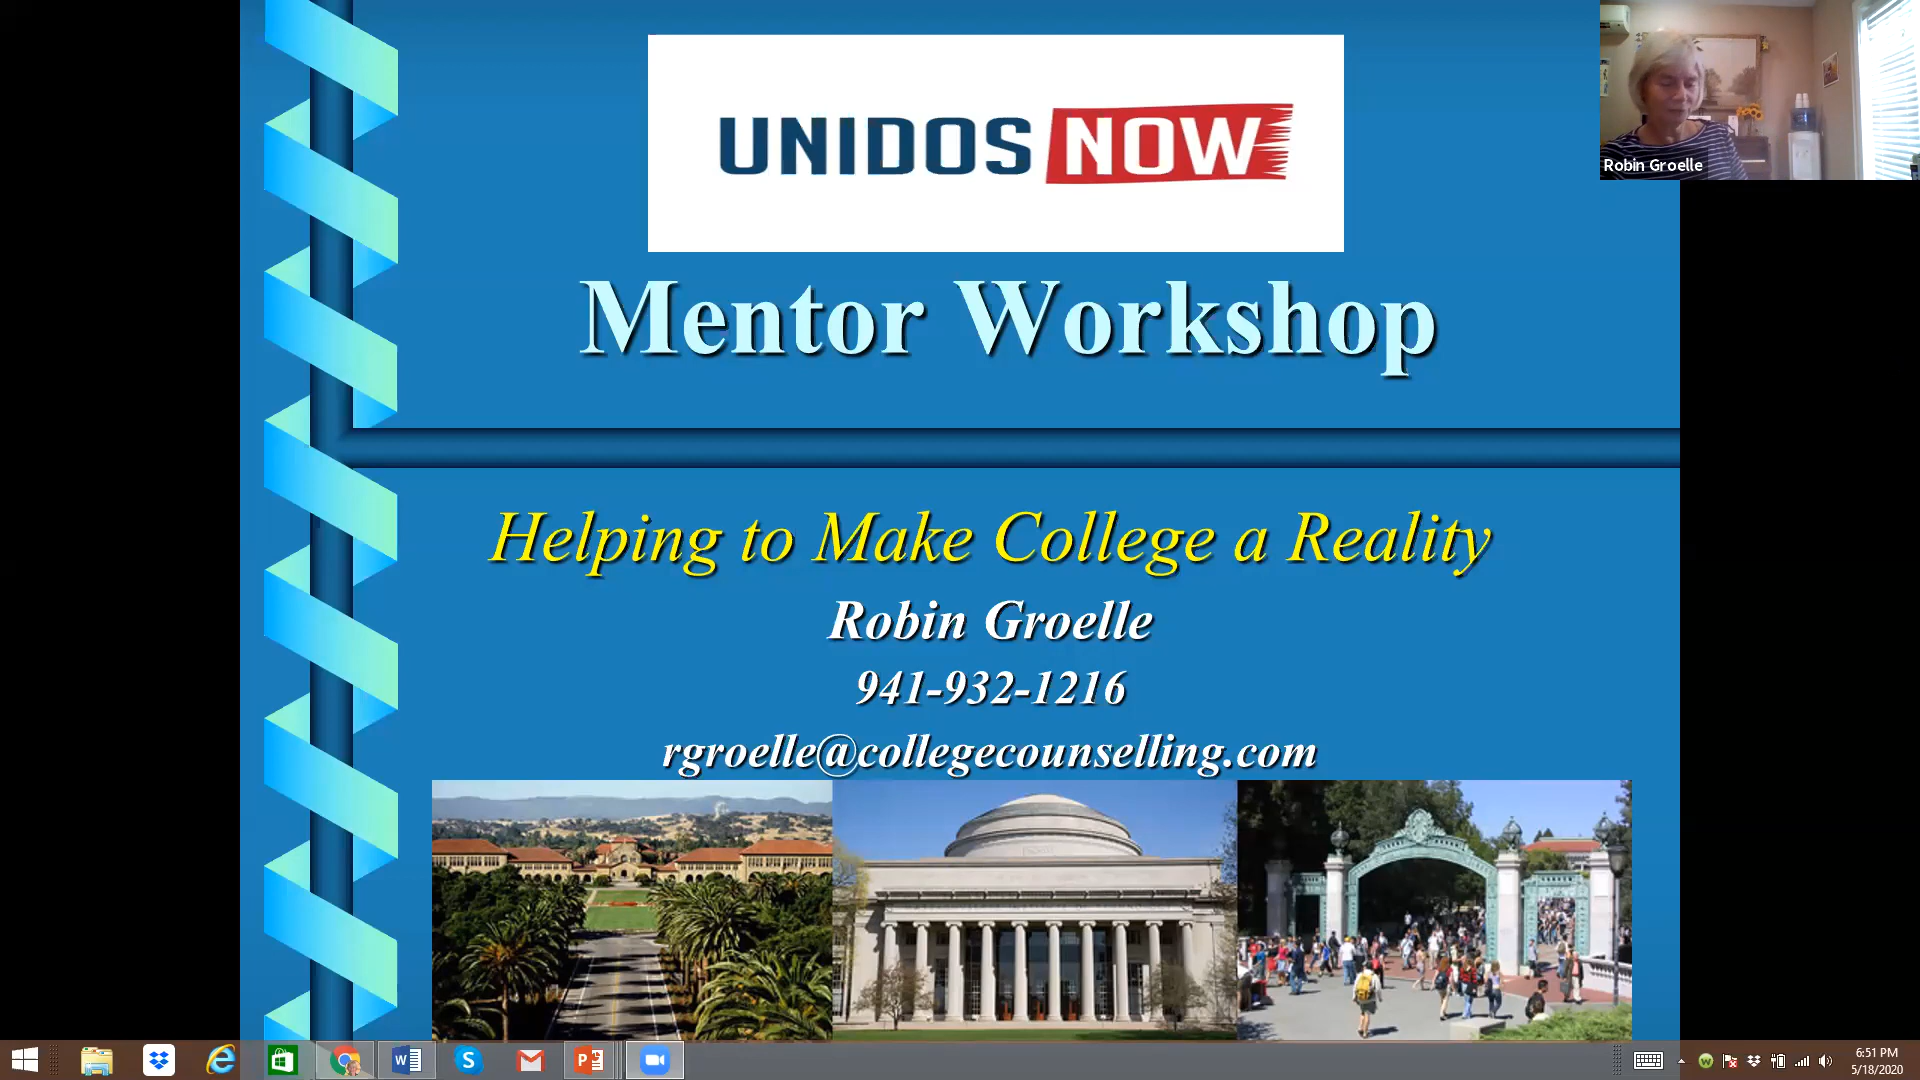 UNIDOS NOW
Robin Groelle
Mentor Workshop
Helping to Make College a Reality
Robin Groelle
941-932-1216
rgroelle@collegecounselling.com
6:51 PM
5/18/2020